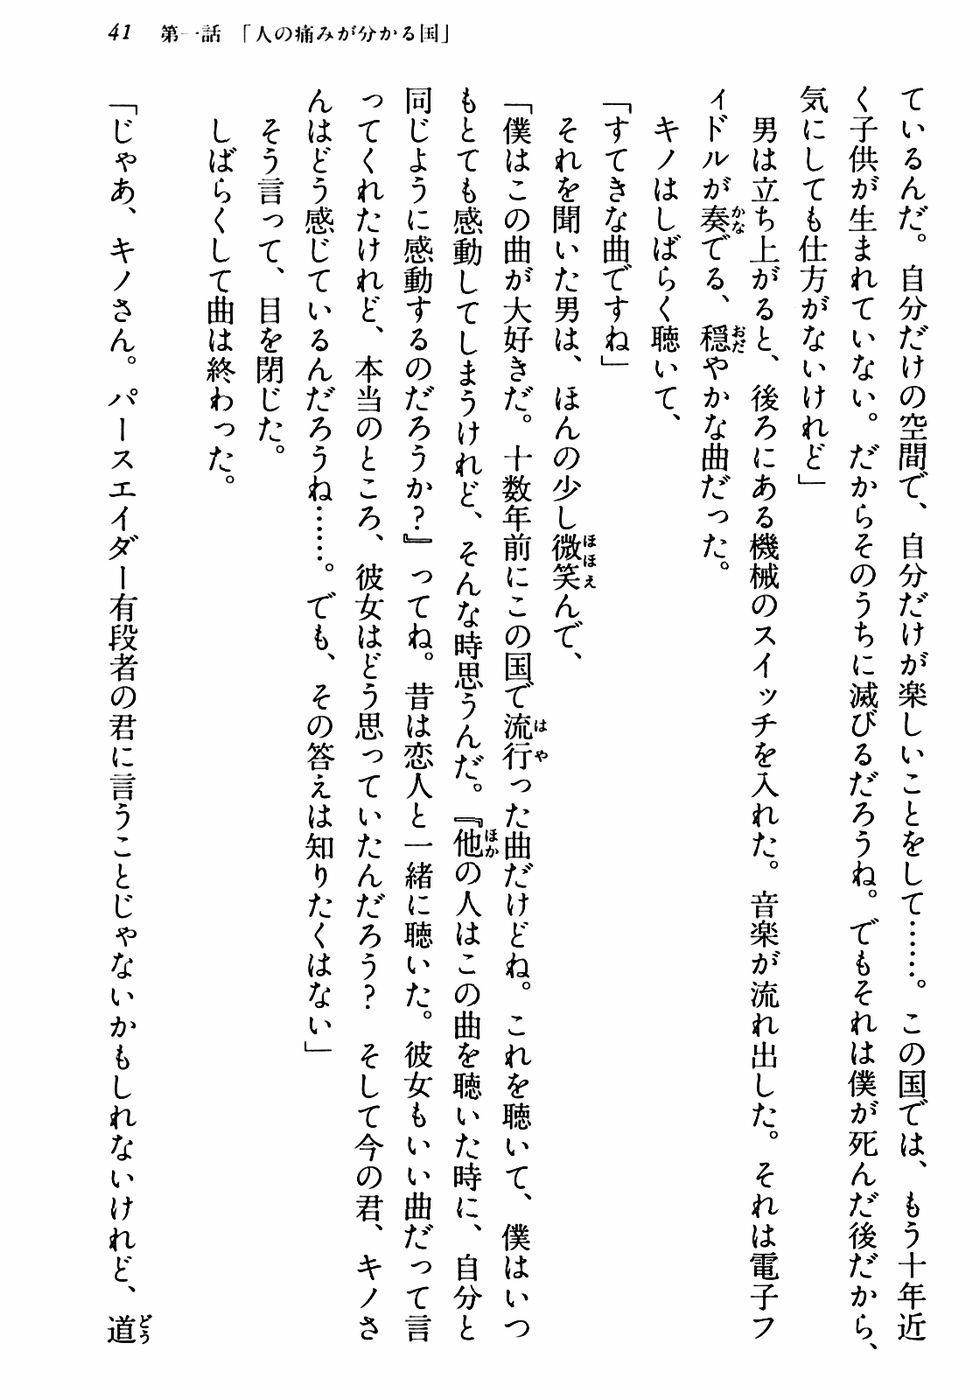 41　第一話　「人の痛みが分かる国」
ているんだ。自分だけの空間で、自分だけが楽しいことをして……。この国では、もう十年近
く子供が生まれていない。だからそのうちに滅びるだろうね。でもそれは僕が死んだ後だから、
気にしても仕方がないけれど」
　男は立ち上がると、後ろにある機械のスイッチを入れた。音楽が流れ出した。それは電子フ
ィドルが奏かなでる、穏おだやかな曲だった。
　キノはしばらく聴いて、
「すてきな曲ですね」
　それを聞いた男は、ほんの少し微笑ほほえんで、
「僕はこの曲が大好きだ。十数年前にこの国で流行はやった曲だけどね。これを聴いて、僕はいつ
もとても感動してしまうけれど、そんな時思うんだ。『他ほかの人はこの曲を聴いた時に、自分と
同じように感動するのだろうか?』ってね。昔は恋人と一緒に聴いた。彼女もいい曲だって言
ってくれたけれど、本当のところ、彼女はどう思っていたんだろう?　そして今の君、キノさ
んはどう感じているんだろうね……。でも、その答えは知りたくはない」
　そう言って、目を閉じた。
　しばらくして曲は終わった。
「じゃあ、キノさん。パースエイダー有段者の君に言うことじゃないかもしれないけれど、道どう